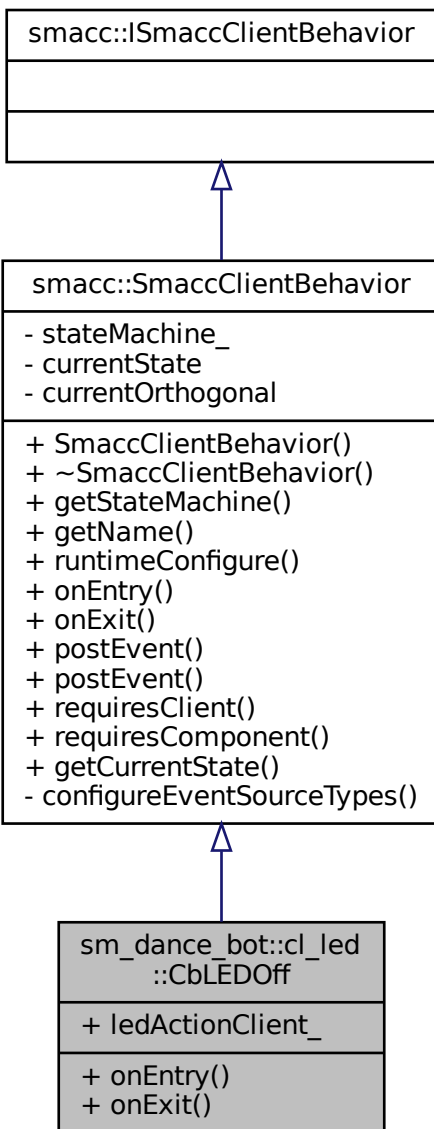 smacc::ISmaccClientBehavior
smacc::SmaccClientBehavior
- stateMachine_
- currentState
- currentOrthogonal
+ SmaccClientBehavior()
+ ~SmaccClientBehavior()
+ getStateMachine()
+ getName()
+ runtimeConfigure()
+ onEntry()
+ onExit()
+ postEvent()
+ postEvent()
+ requiresClient()
+ requiresComponent()
+ getCurrentState()
- configureEventSourceTypes()
sm_dance_bot::cl_led
::CbLEDOff
+ ledActionClient_
+ onEntry()
+ onExit()